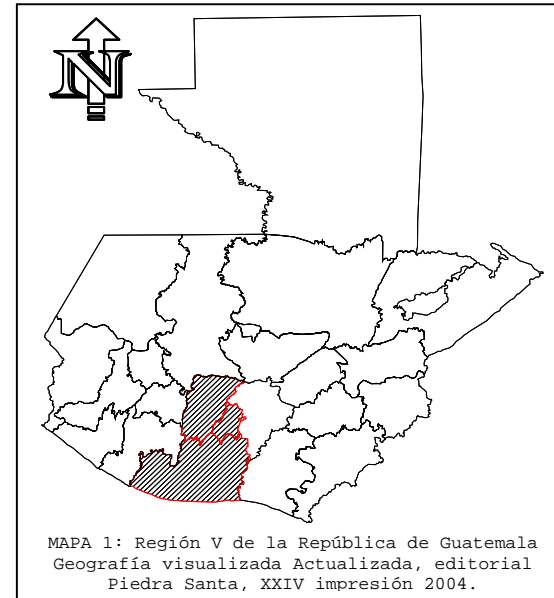 N
MAPA 1: Región V de la República de Guatemala
Geografía visualizada Actualizada, editorial
Piedra Santa, XXIV impresión 2004.